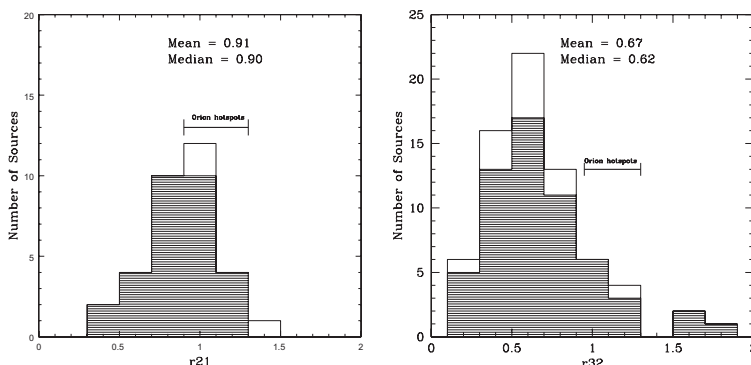 20
15
10
5
0
Number of Sources
Mean = 0.91
Median = 0.90
Orion hotspots
0 0.5 1 1.5 2
r21
25
20
15
10
5
0
Number of Sources
Mean = 0.67
Median = 0.62
Orion hotspots
0 0.5 1 1.5 2
r32